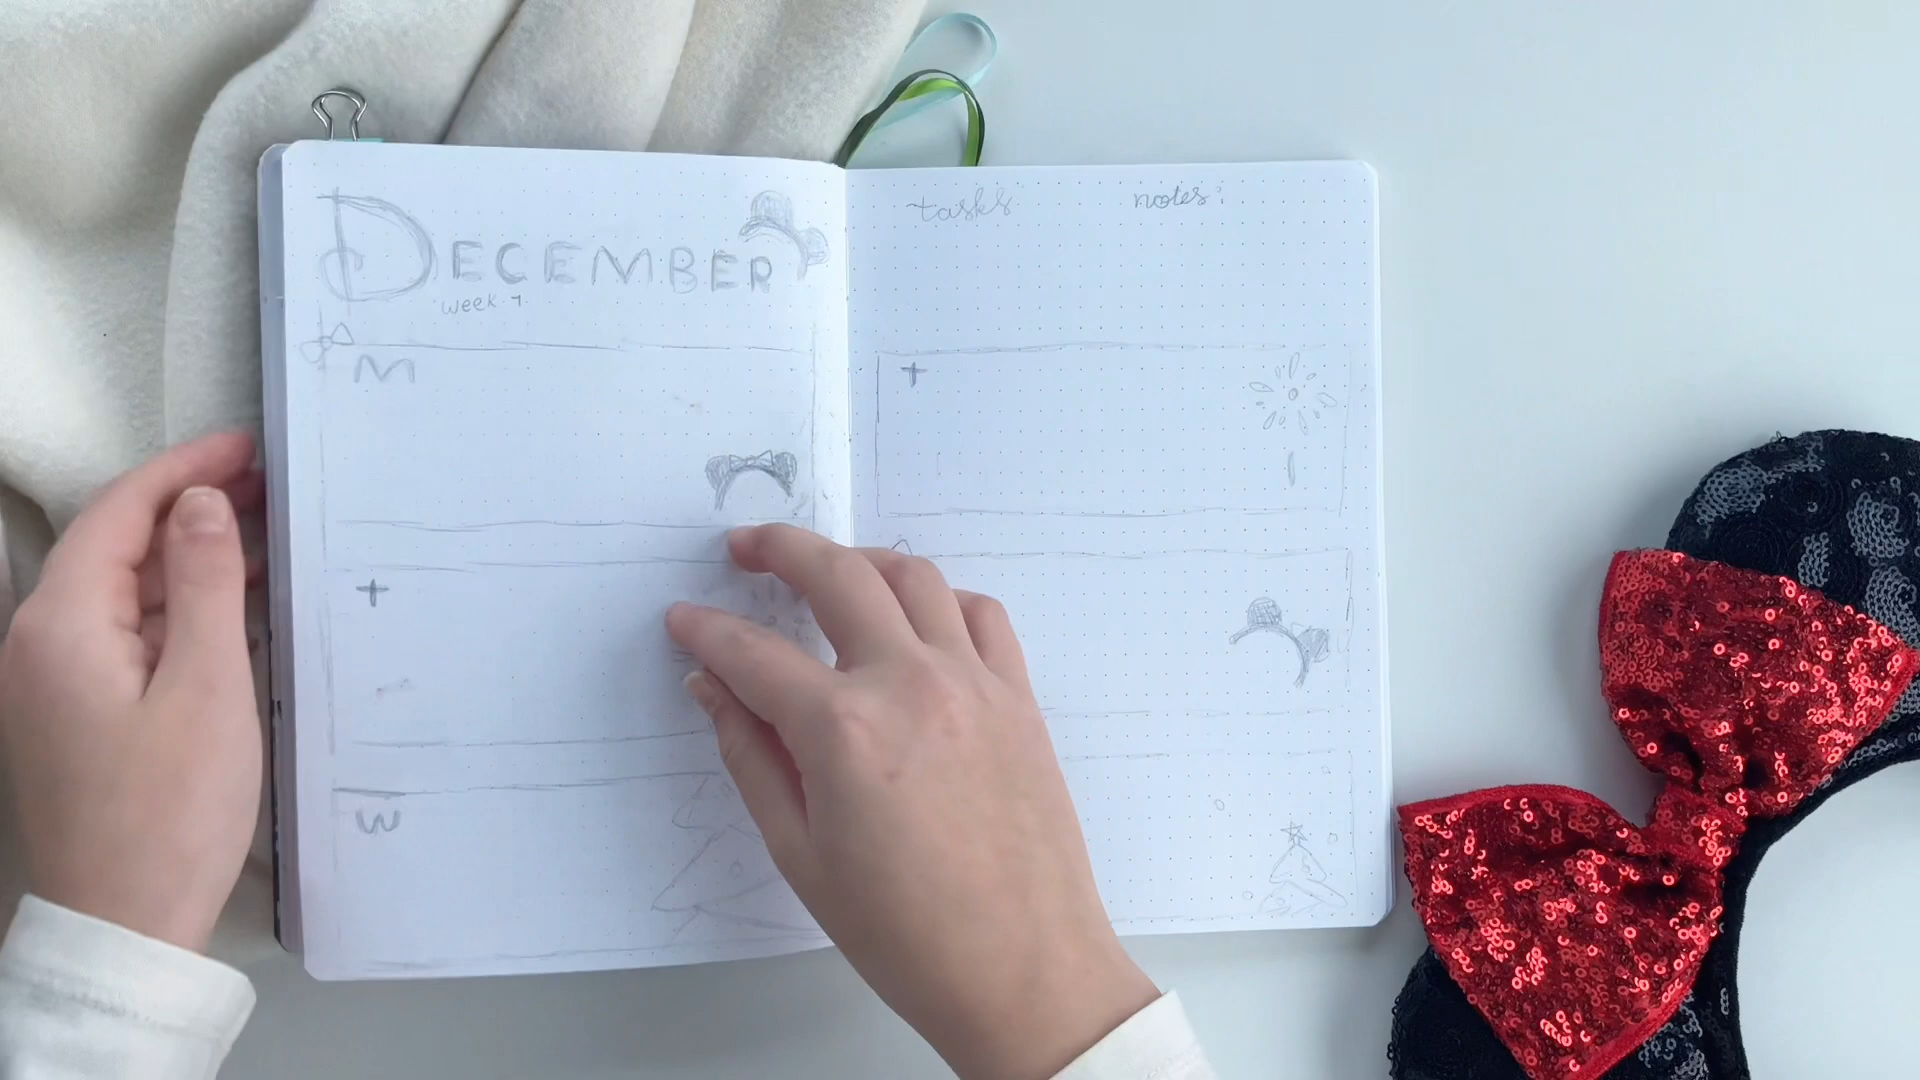 DECEMBER
week 1
M
T
W
tasks
notes:
T